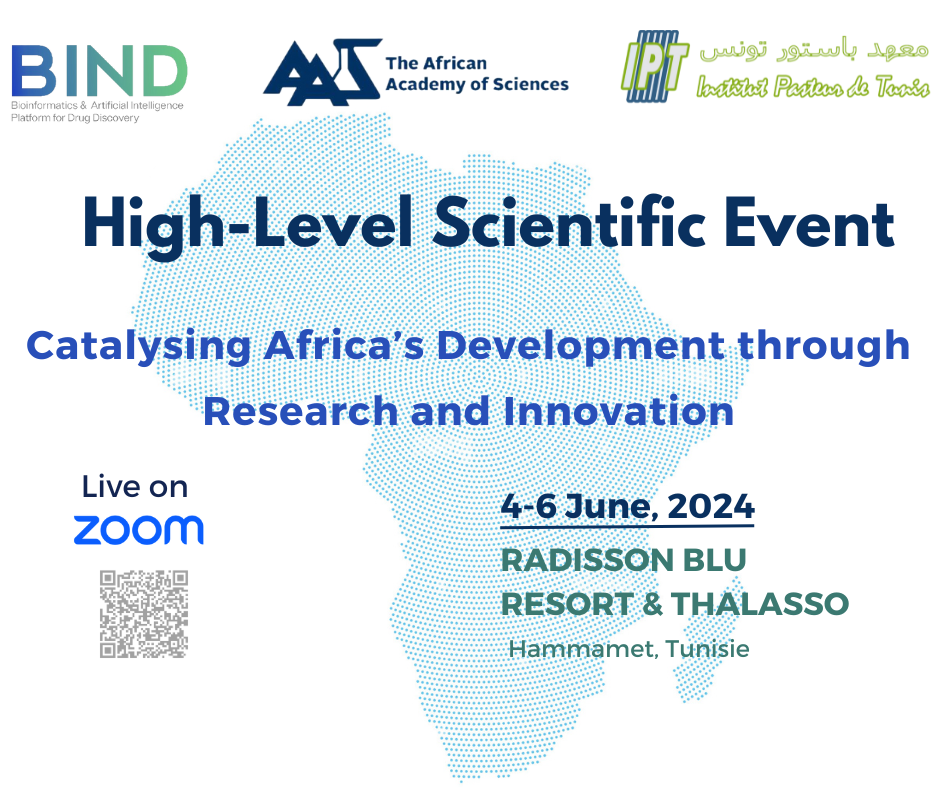 BIND
Bioinformatics & Artificial Intelligence
Platform for Drug Discovery
AAS
The African
Academy of Sciences
IPT
معهد باستور تونس
Institut Pasteur de Tunis
High-Level Scientific Event
Catalysing Africa’s Development through
Research and Innovation
Live on
zoom
4-6 June, 2024
RADISSON BLU
RESORT & THALASSO
Hammamet, Tunisie